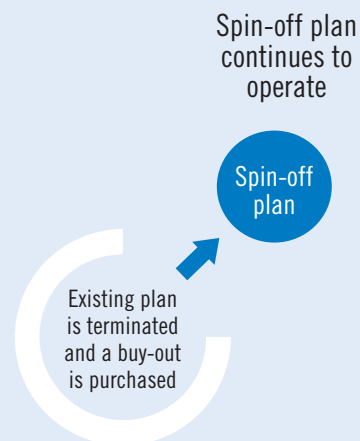 Spin-off plan
continues to
operate
Spin-off
plan
Existing plan
is terminated
and a buy-out
is purchased